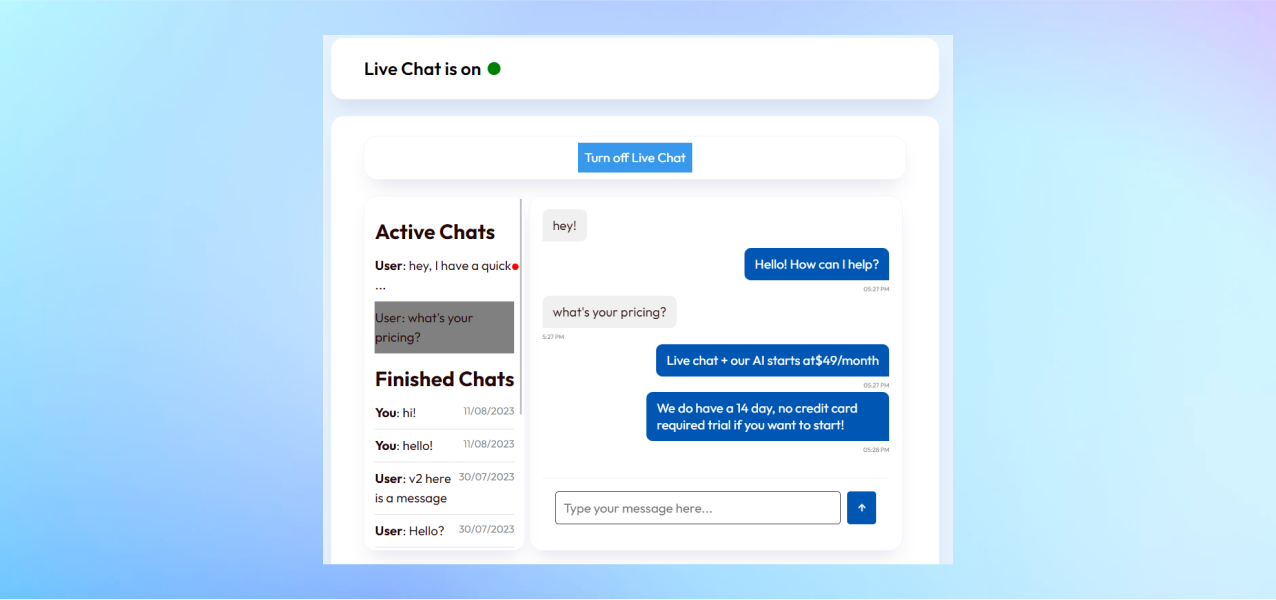 Live Chat is on
Turn off Live Chat
Active Chats
User: hey, I have a quick
...
User: what's your
pricing?
Finished Chats
You: hi! 11/08/2023
You: hello! 11/08/2023
User: v2 here 30/07/2023
is a message
User: Hello? 30/07/2023
hey!
Hello! How can I help?
05:27 PM
what's your pricing?
5:27 PM
Live chat + our AI starts at$49/month
05:27 PM
We do have a 14 day, no credit card
required trial if you want to start!
05:28 PM
Type your message here...